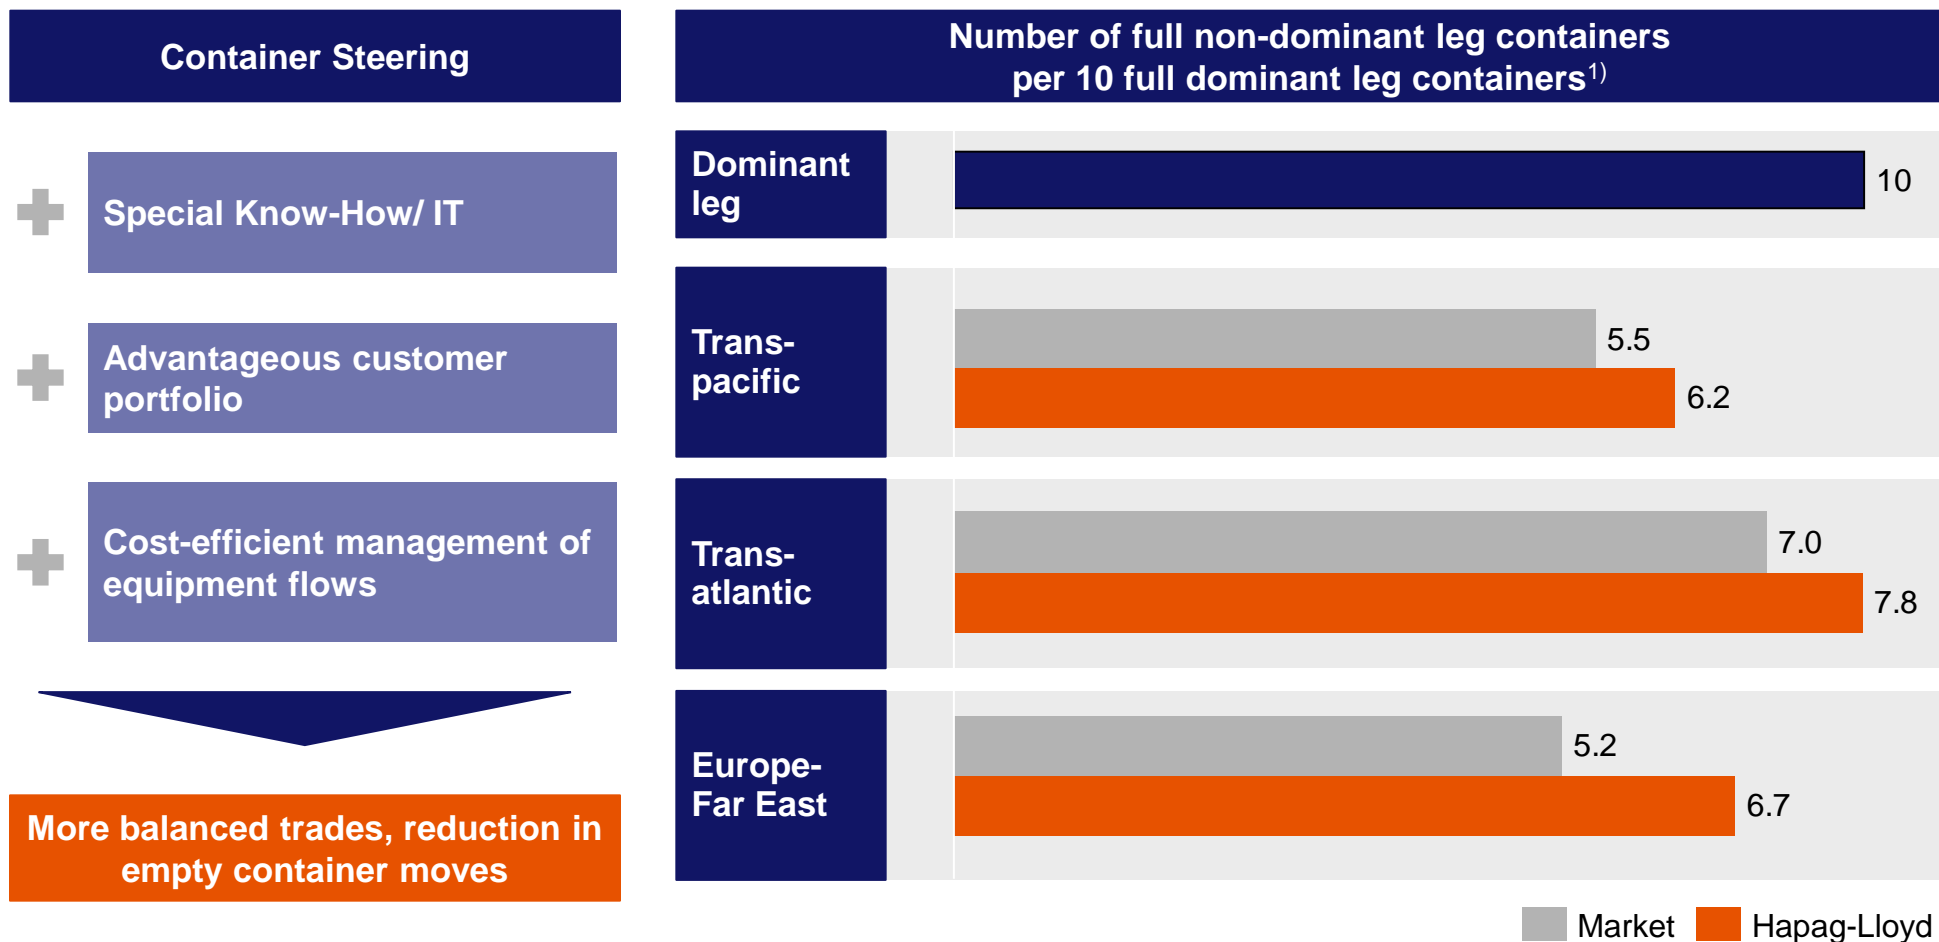 Container Steering
Special Know-How/ IT
Advantageous customer
portfolio
Cost-efficient management of
equipment flows
More balanced trades, reduction in
empty container moves
Number of full non-dominant leg containers
per 10 full dominant leg containers1)
Dominant
leg
10
Trans-
pacific
5.5
6.2
Trans-
atlantic
7.0
7.8
Europe-
Far East
5.2
6.7
Market
Hapag-Lloyd